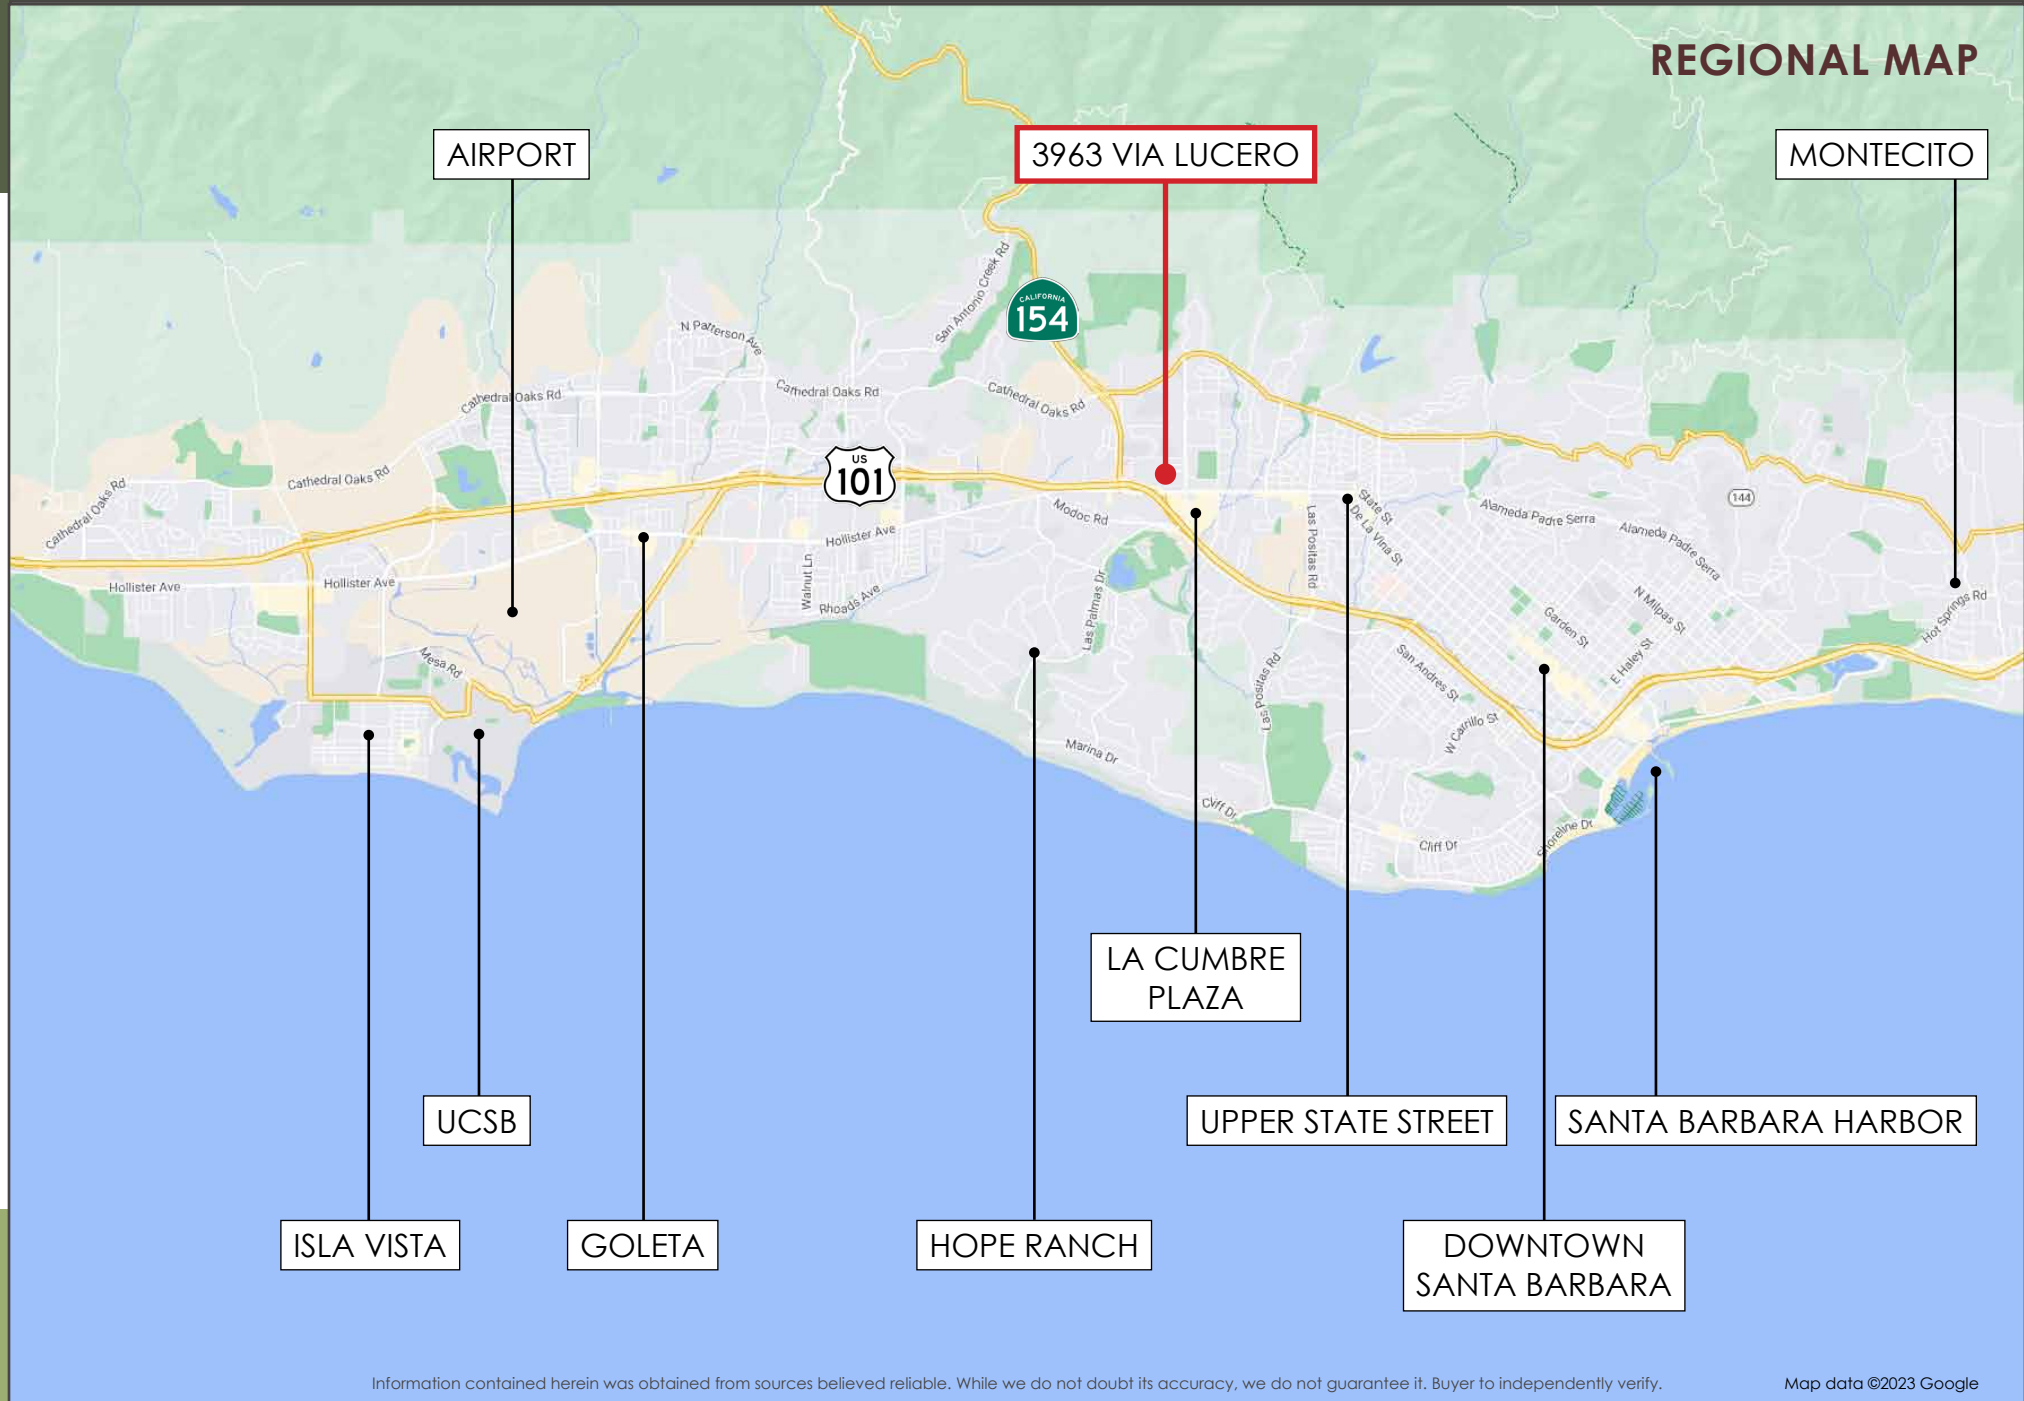 REGIONAL MAP
AIRPORT
3963 VIA LUCERO
MONTECITO
San Antonio Creek Rd
CALIFORNIA
154
N Patterson Ave
Cathedral Oaks Rd
Cathedral Oaks Rd
Cathedral Oaks Rd
Cathedral Oaks Rd
Cathedral Oaks Rd
US
101
144
Modoc Rd
State St
De La Vina St
Las Positas Rd
Alameda Padre Serra
Alameda Padre Serra
Hollister Ave
Hollister Ave
Hollister Ave
Walnut Ln
Rhoads Ave
Las Palmas Dr
N Milpas St
Garden St
E Haley St
Hot Springs Rd
Mesa Rd
San Andres St
Las Positas Rd
W Carrillo St
Marina Dr
Cliff Dr
Cliff Dr
Shoreline Dr
LA CUMBRE
PLAZA
UCSB
UPPER STATE STREET
SANTA BARBARA HARBOR
ISLA VISTA
GOLETA
HOPE RANCH
DOWNTOWN
SANTA BARBARA
Information contained herein was obtained from sources believed reliable. While we do not doubt its accuracy, we do not guarantee it. Buyer to independently verify.
Map data ©2023 Google